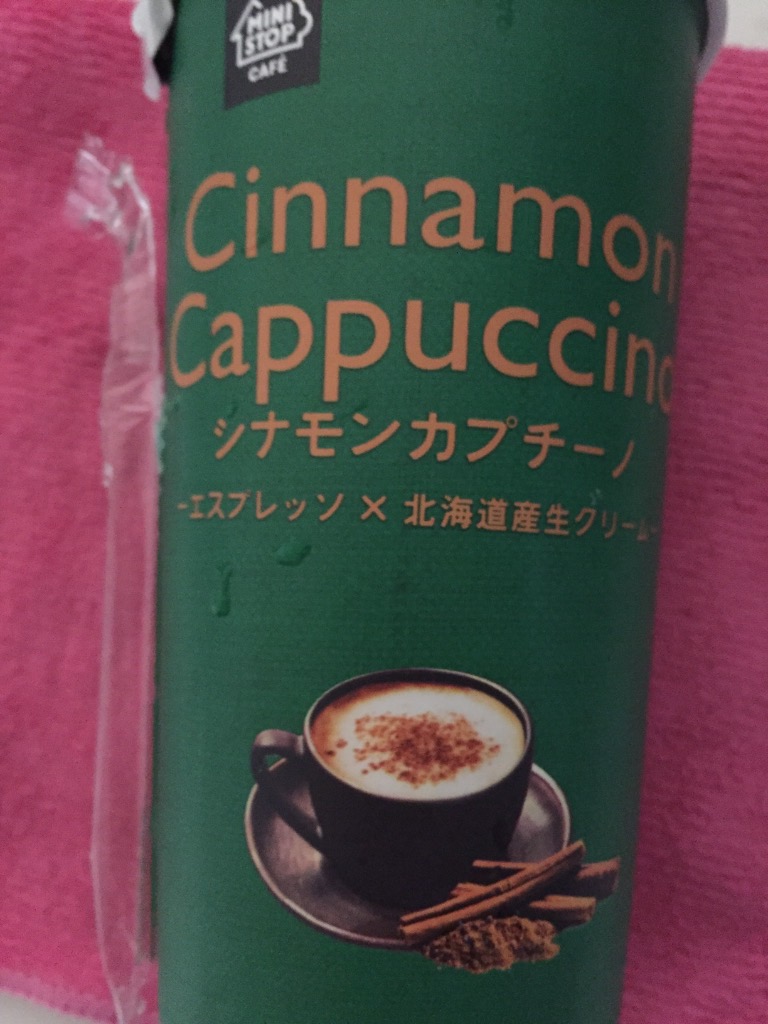 MINI
STOP
CAFÉ
Cinnamon
Cappuccino
シナモンカプチーノ
-エスプレッソ × 北海道産生クリーム-